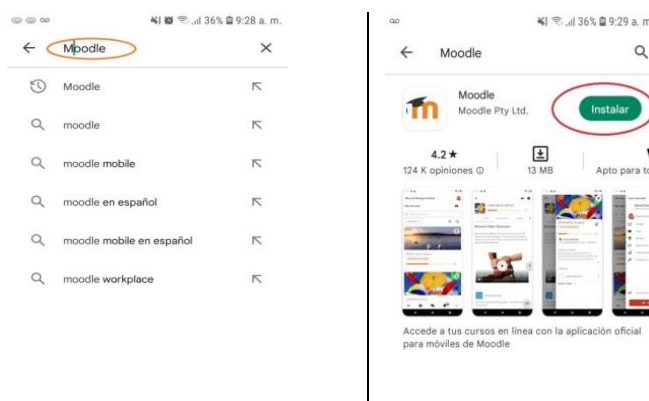 36% 9:28 a. m.
Moodle
Moodle
moodle
moodle mobile
moodle en español
moodle mobile en español
moodle workplace
36% 9:29 a. m
Moodle
Moodle
Moodle Pty Ltd.
Instalar
4.2★
124 K opiniones
13 MB
Apto para to
Accede a tus cursos en línea con la aplicación oficial
para móviles de Moodle